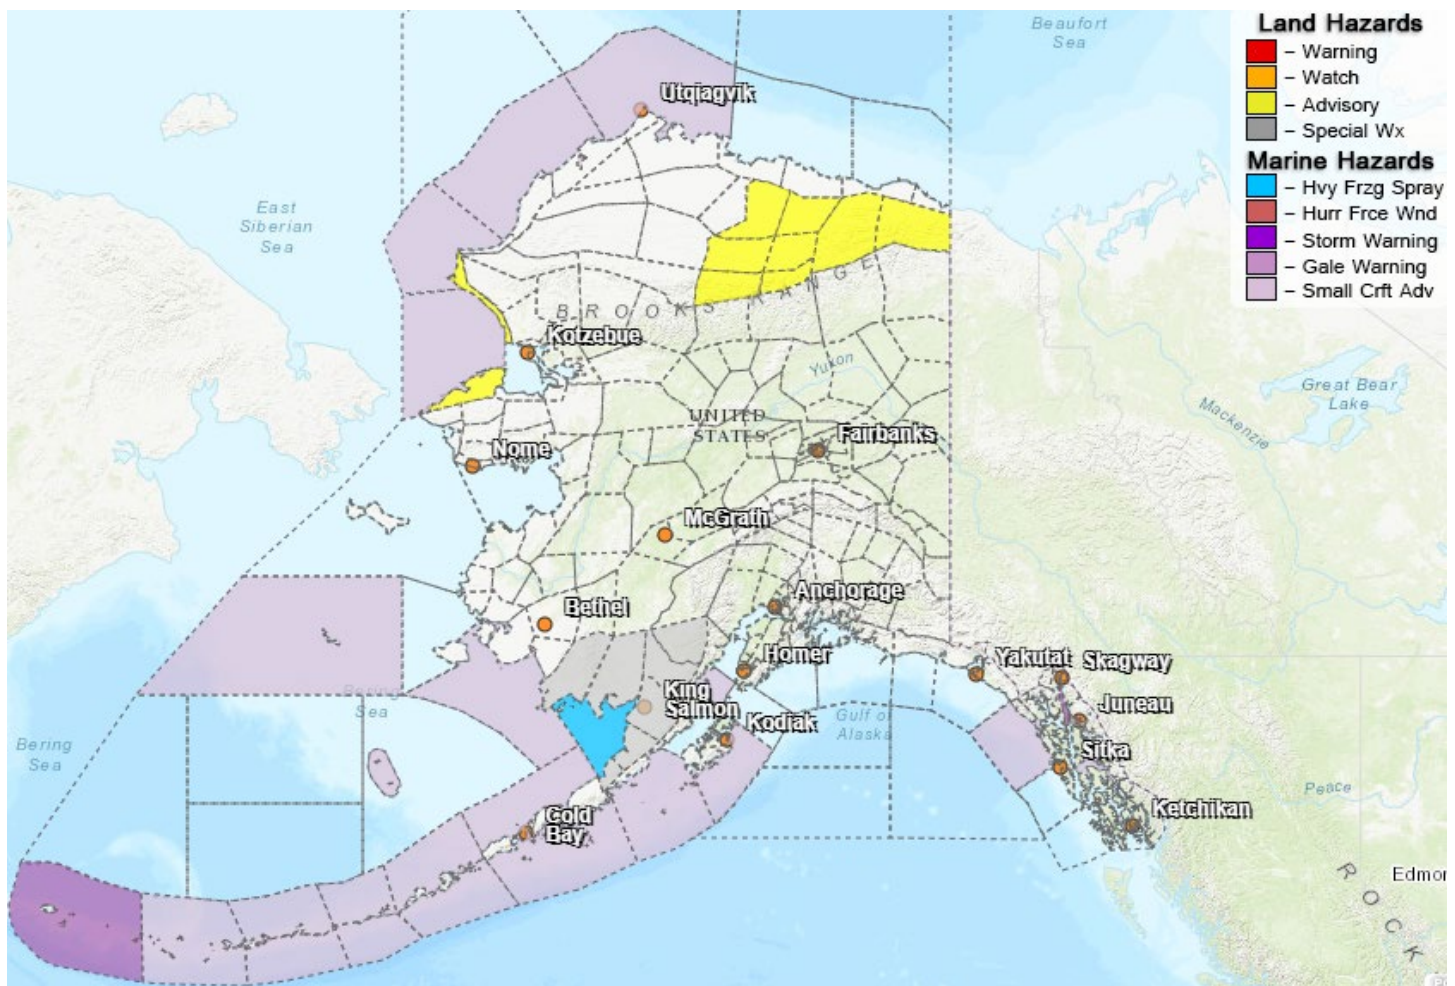 Land Hazards
– Warning
– Watch
– Advisory
– Special Wx
Marine Hazards
– Hvy Frzg Spray
– Hurr Frce Wnd
– Storm Warning
– Gale Warning
– Small Crft Adv
Beaufort
Sea
Utqiagvik
East
Siberian
Sea
BROOKS RANGE
Kotzebue
Yukon
Great Bear
Lake
Mackenzie
UNITED
STATES
Fairbanks
Nome
McGrath
Anchorage
Bethel
Homer
Yakutat
Skagway
Bering
Sea
King
Salmon
Juneau
Kodiak
Gulf of
Alaska
Bering
Sea
Sitka
Peace
Cold
Bay
Ketchikan
Edmon
ROCK